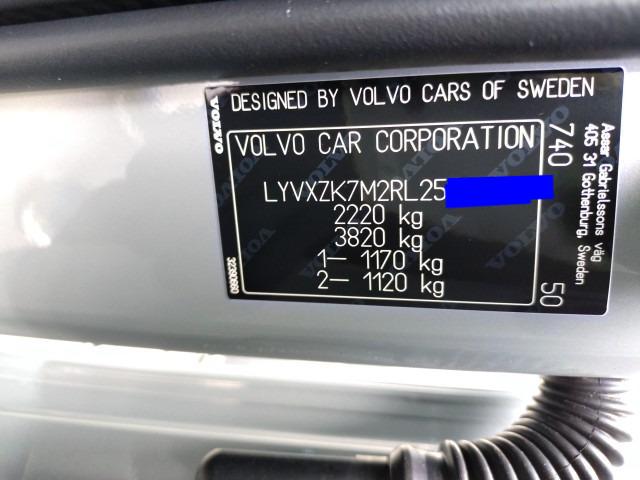 DESIGNED BY VOLVO CARS OF SWEDEN
VOLVO
VOLVO CAR CORPORATION
LYVXZK7M2RL25
2220 kg
3820 kg
1– 1170 kg
2– 1120 kg
740
50
Assar Gabrielssons väg
405 31 Gothenburg, Sweden